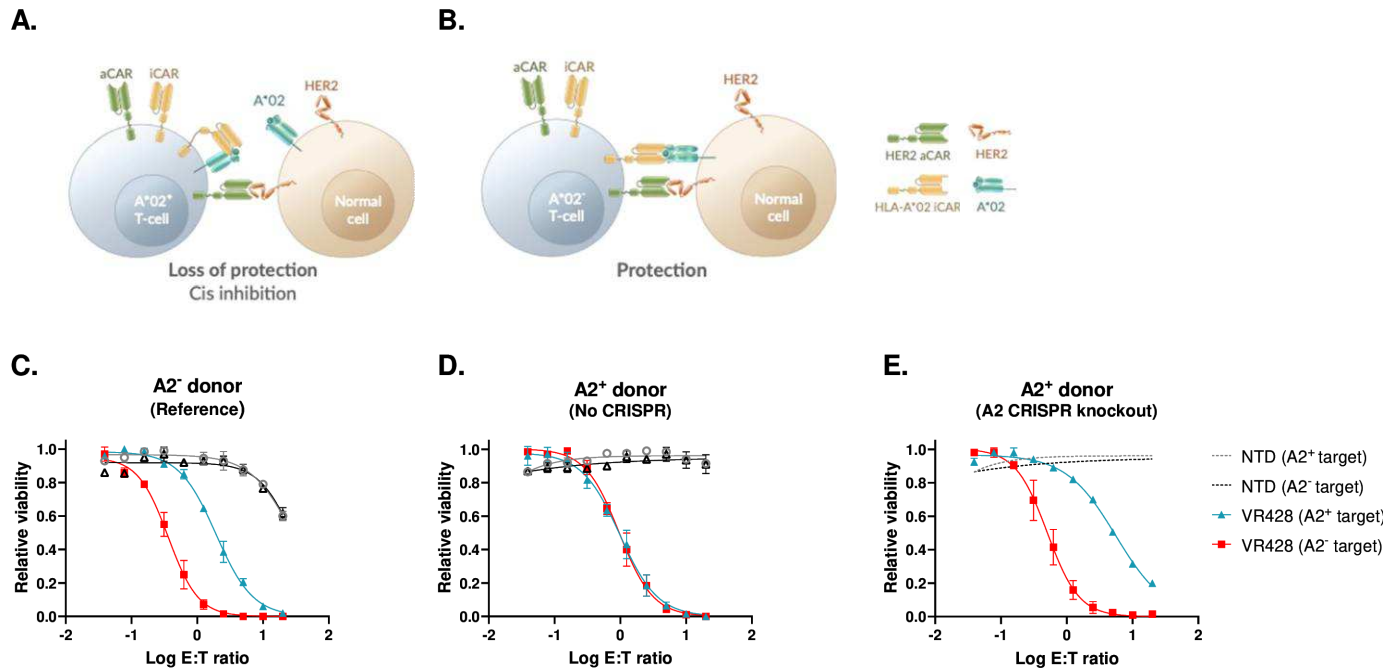 A.
B.
aCAR
iCAR
A*02
HER2
A*02⁺
T-cell
Normal
cell
Loss of protection
Cis inhibition
aCAR
iCAR
HER2
A*02⁻
T-cell
Normal
cell
Protection
HER2 aCAR
HER2
HLA-A*02 iCAR
A*02
C.
A2⁻ donor
(Reference)
Relative viability
1.0
0.8
0.6
0.4
0.2
0.0
-2
-1
0
1
2
Log E:T ratio
D.
A2⁺ donor
(No CRISPR)
Relative viability
1.0
0.8
0.6
0.4
0.2
0.0
-2
-1
0
1
2
Log E:T ratio
E.
A2⁺ donor
(A2 CRISPR knockout)
Relative viability
1.0
0.8
0.6
0.4
0.2
0.0
-2
-1
0
1
2
Log E:T ratio
NTD (A2⁺ target)
NTD (A2⁻ target)
VR428 (A2⁺ target)
VR428 (A2⁻ target)